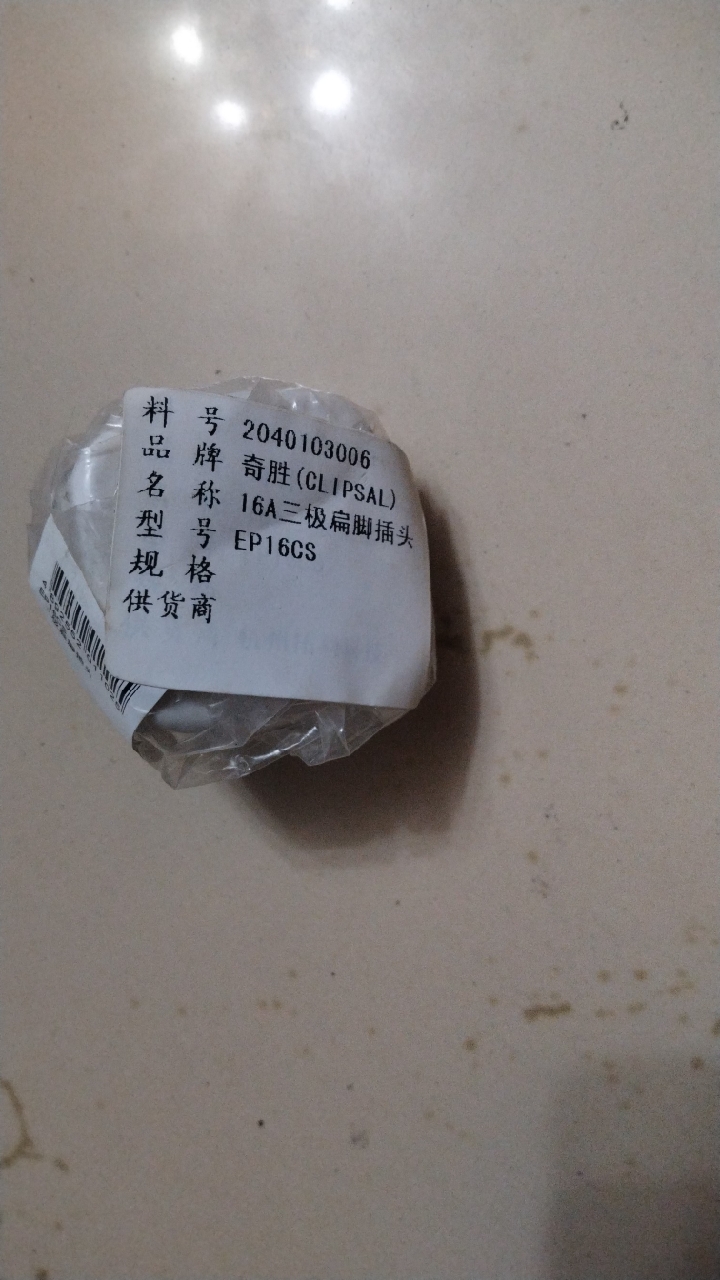 料 号 2040103006
品 牌 奇胜(CLIPSAL)
名 称 16A三极扁脚插头
型 号 EP16CS
规 格
供货商